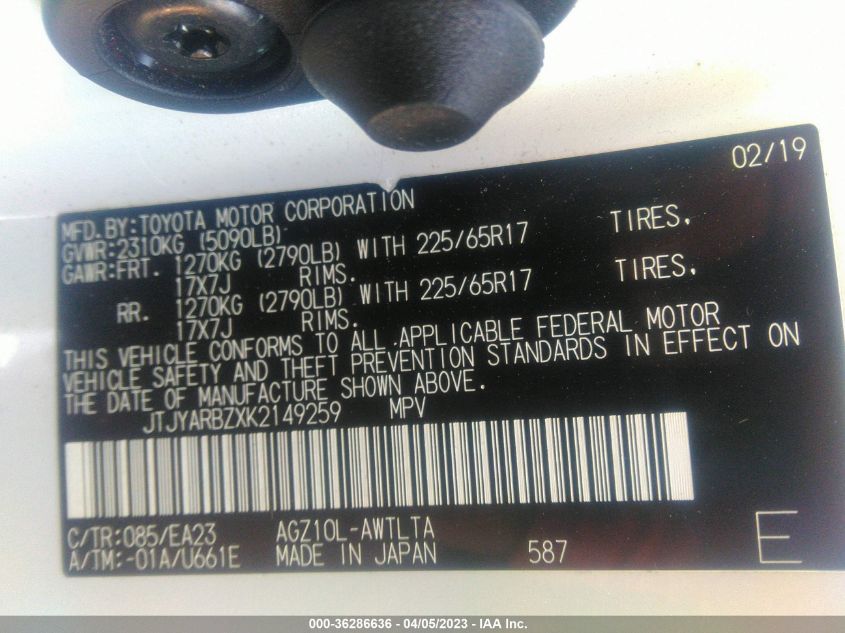 02/19
MFD.BY:TOYOTA MOTOR CORPORATION
GVWR:2310KG (5090LB)
GAWR:FRT. 1270KG (2790LB) WITH 225/65R17 TIRES,
17X7J RIMS.
RR. 1270KG (2790LB) WITH 225/65R17 TIRES,
17X7J RIMS.
THIS VEHICLE CONFORMS TO ALL APPLICABLE FEDERAL MOTOR
VEHICLE SAFETY AND THEFT PREVENTION STANDARDS IN EFFECT ON
THE DATE OF MANUFACTURE SHOWN ABOVE.
JTJYARBZXK2149259 MPV
C/TR:085/EA23 AGZ10L-AWTLTA
A/TM:-01A/U661E MADE IN JAPAN 587 E
000-36286636 - 04/05/2023 - IAA Inc.